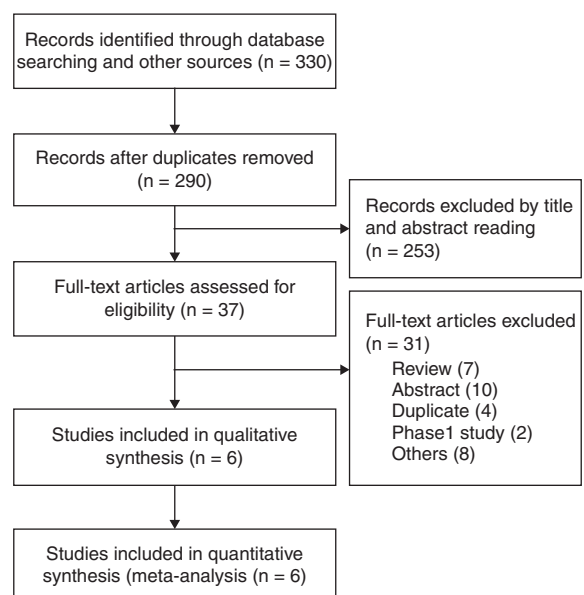 Records identified through database
searching and other sources (n = 330)
Records after duplicates removed
(n = 290)
Records excluded by title
and abstract reading
(n = 253)
Full-text articles assessed for
eligibility (n = 37)
Full-text articles excluded
(n = 31)
Review (7)
Abstract (10)
Duplicate (4)
Phase1 study (2)
Others (8)
Studies included in qualitative
synthesis (n = 6)
Studies included in quantitative
synthesis (meta-analysis (n = 6)